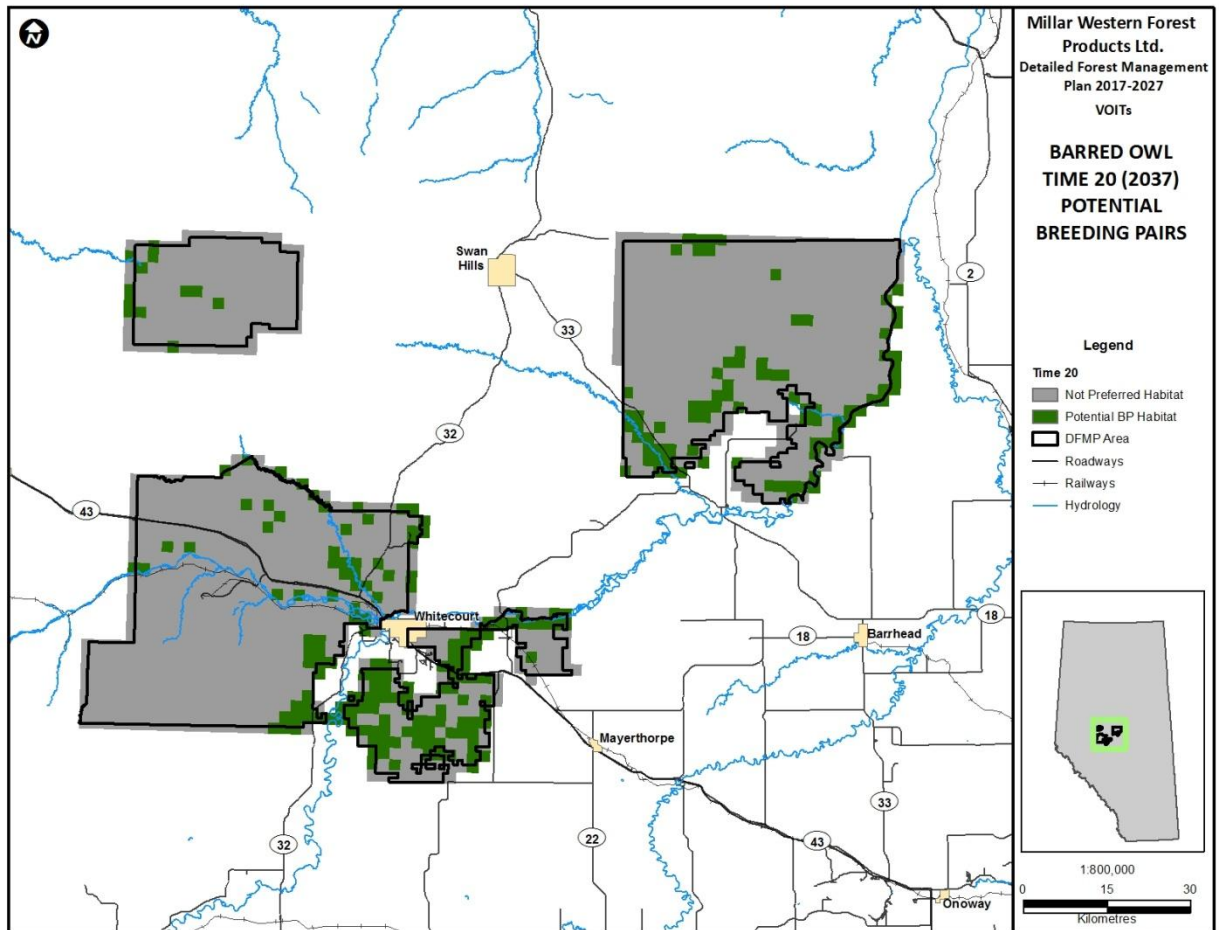 N
Swan
Hills
2
33
32
43
Whitecourt
18
18
Barrhead
Mayerthorpe
33
32
22
43
Onoway
Millar Western Forest
Products Ltd.
Detailed Forest Management
Plan 2017-2027
VOITs
BARRED OWL
TIME 20 (2037)
POTENTIAL
BREEDING PAIRS
Legend
Time 20
Not Preferred Habitat
Potential BP Habitat
DFMP Area
Roadways
Railways
Hydrology
1:800,000
0 15 30
Kilometres